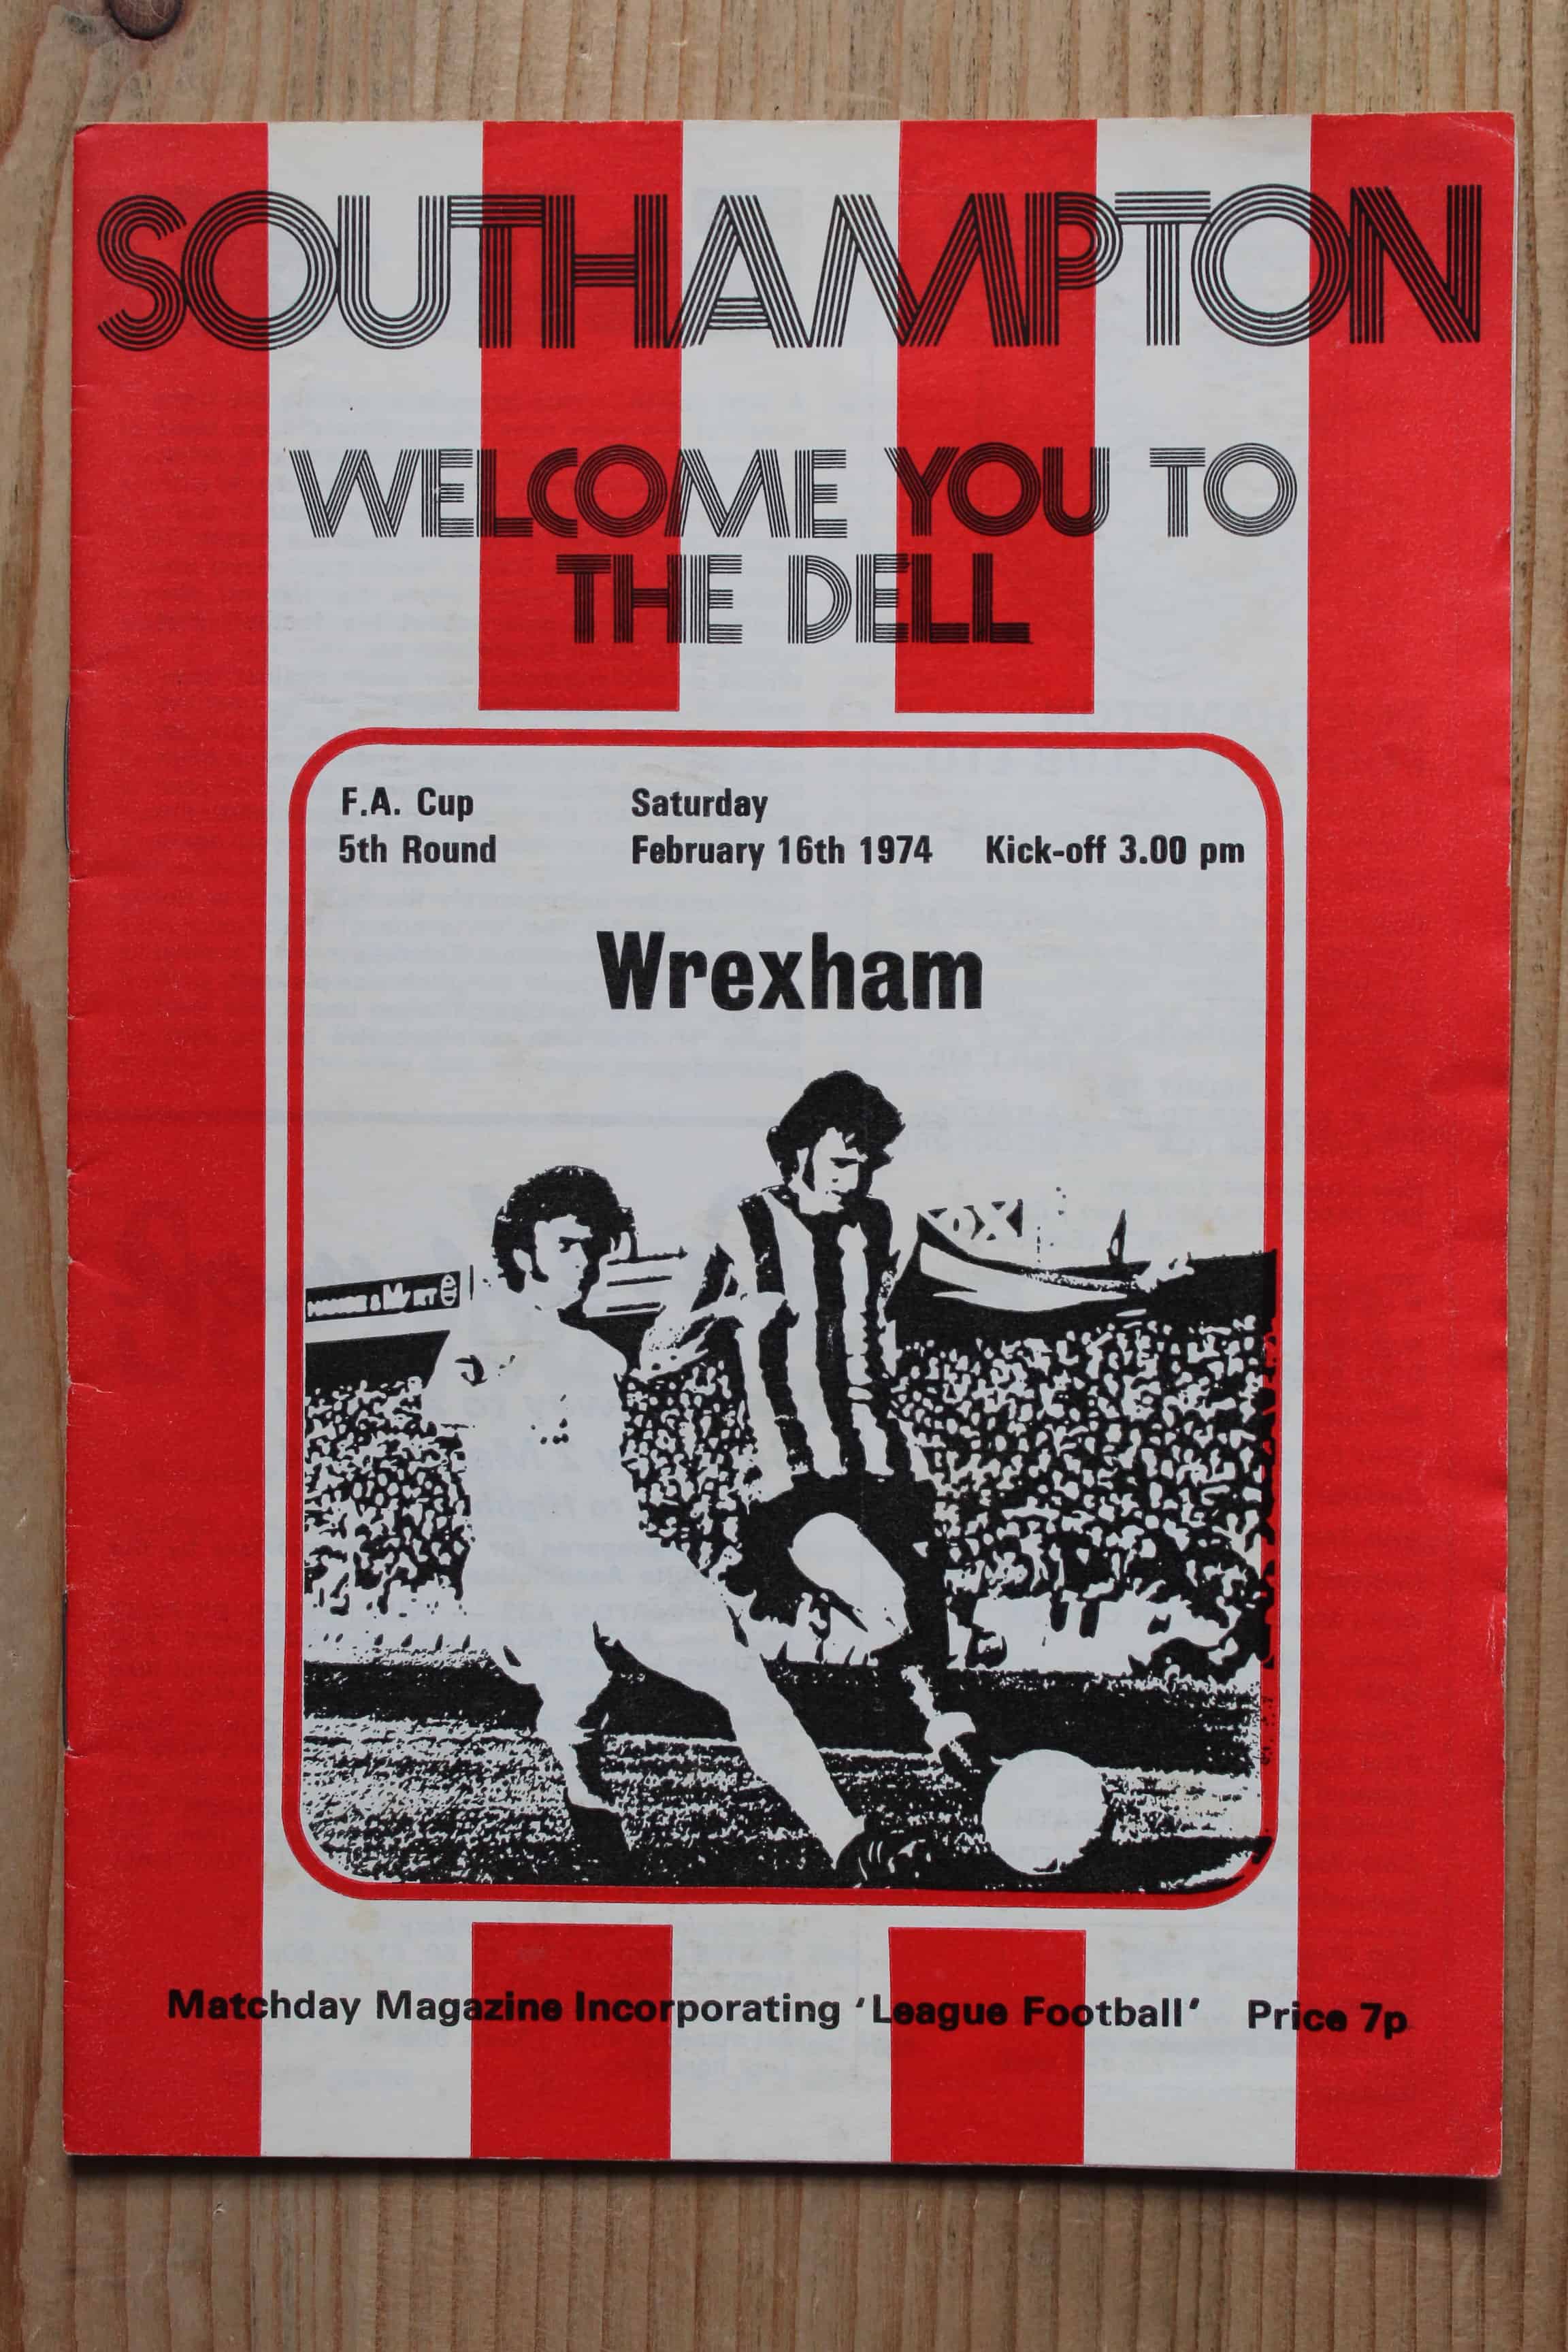 SOUTHAMPTON
WELCOME YOU TO
THE DELL
F.A. Cup
5th Round
Saturday
February 16th 1974
Kick-off 3.00 pm
Wrexham
3
Matchday Magazine Incorporating ‘League Football’ Price 7p